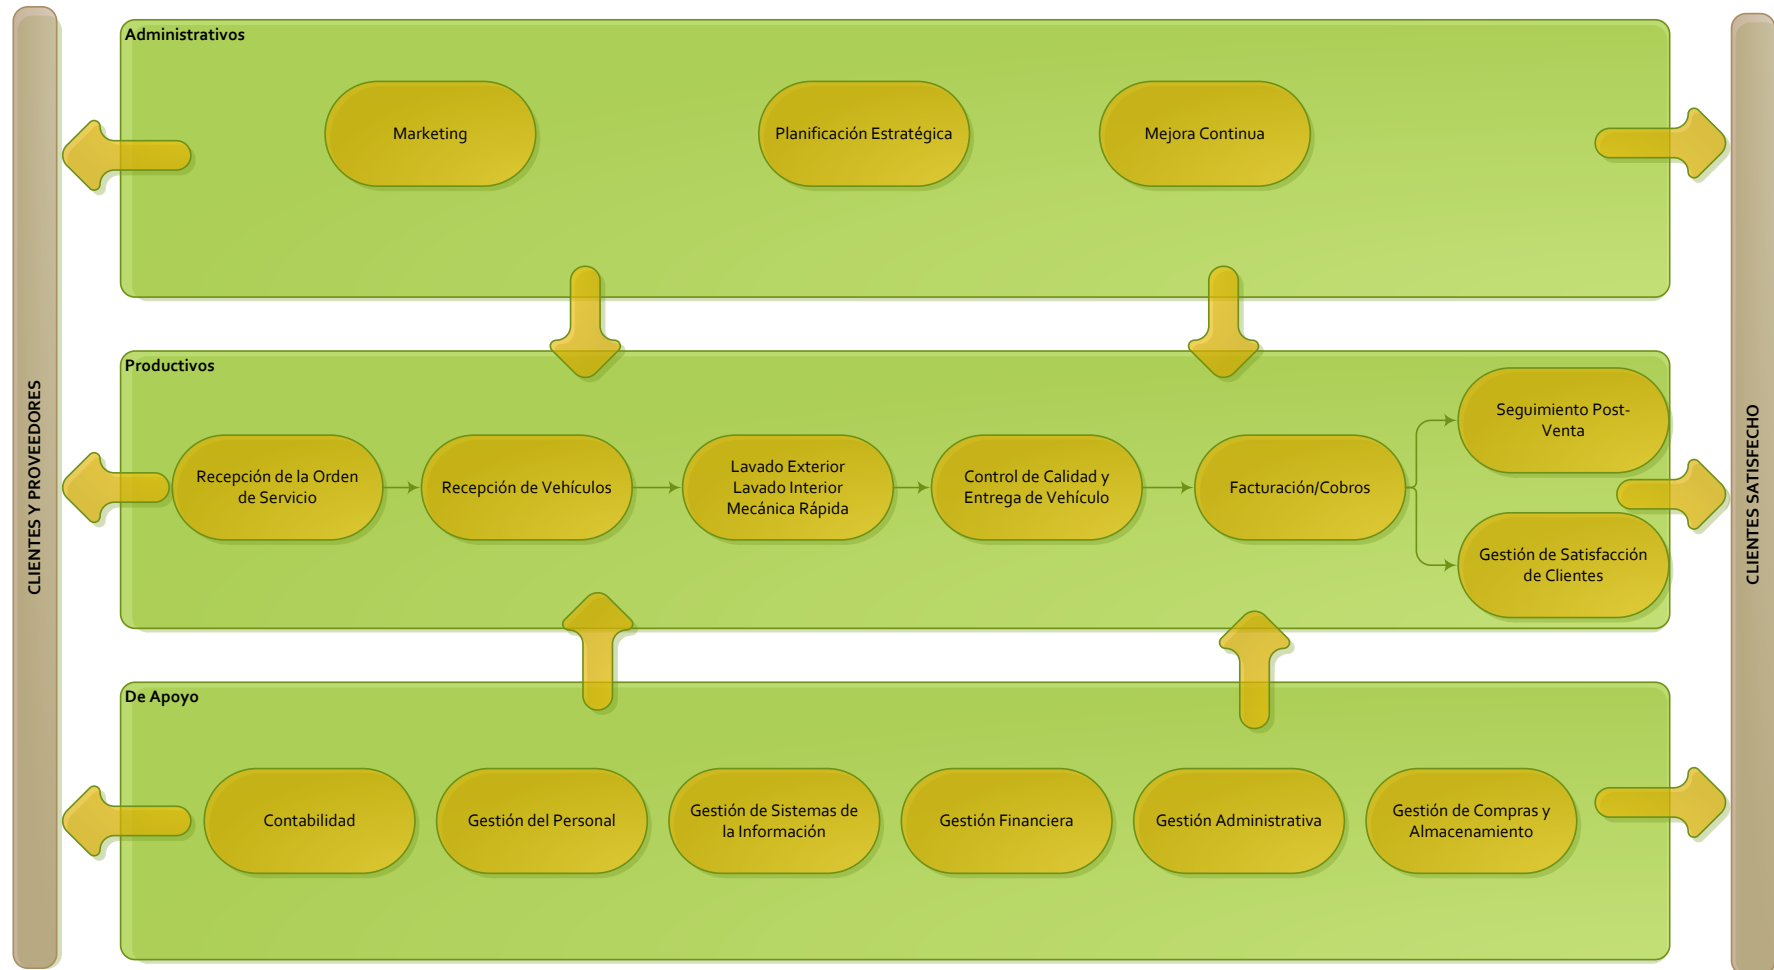 CLIENTES Y PROVEEDORES
Administrativos
Marketing
Planificación Estratégica
Mejora Continua
Productivos
Recepción de la Orden
de Servicio
Recepción de Vehículos
Lavado Exterior
Lavado Interior
Mecánica Rápida
Control de Calidad y
Entrega de Vehículo
Facturación/Cobros
Seguimiento Post-
Venta
Gestión de Satisfacción
de Clientes
De Apoyo
Contabilidad
Gestión del Personal
Gestión de Sistemas de
la Información
Gestión Financiera
Gestión Administrativa
Gestión de Compras y
Almacenamiento
CLIENTES SATISFECHO